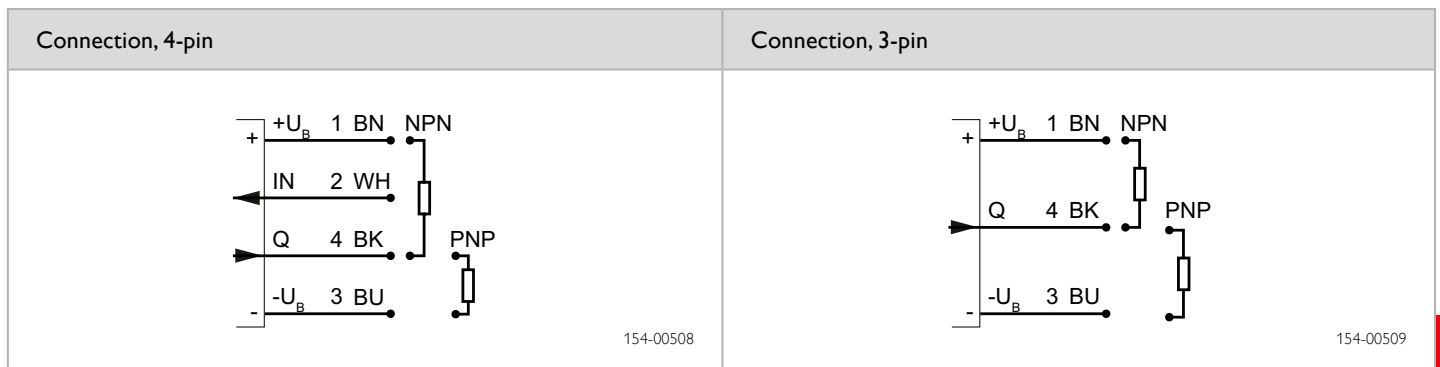 Connection, 4-pin
+U_B 1 BN NPN
+
IN 2 WH
Q 4 BK PNP
-U_B 3 BU
-
154-00508
Connection, 3-pin
+U_B 1 BN NPN
+
Q 4 BK PNP
-U_B 3 BU
-
154-00509